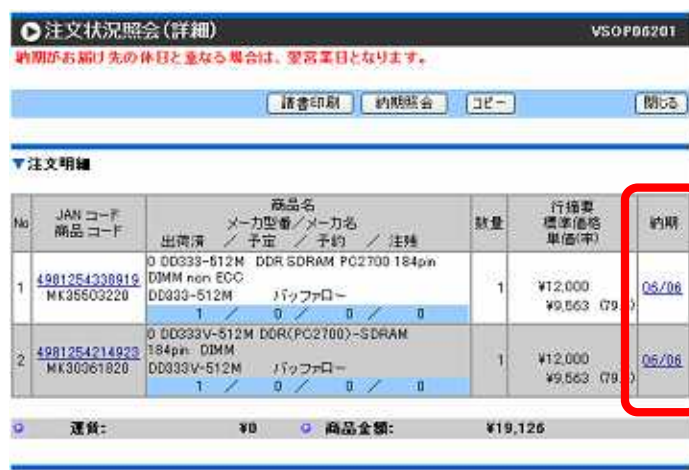 注文状況照会(詳細) VSOP06201
納期がお届け先の休日と重なる場合は、翌営業日となります。
請書印刷 納期照会 コピー 閉じる
▼注文明細
No JANコード 商品コード 商品名 メーカ型番/メーカ名 出荷済 / 予定 / 予約 / 注残 数量 行摘要 標準価格 単価(率) 納期
1 4981254338919 MK35503220 0 DD333-512M DDR SDRAM PC2700 184pin DIMM non ECC
DD333-512M バッファロー 1 ¥12,000 ¥9,563 (79. 06/06
1 / 0 / 0 / 0
2 4981254214923 MK30361820 0 DD333V-512M DDR(PC2700)-SDRAM 184pin DIMM
DD333V-512M バッファロー 1 ¥12,000 ¥9,563 (79. 06/06
1 / 0 / 0 / 0
運賃: ¥0 商品金額: ¥19,126